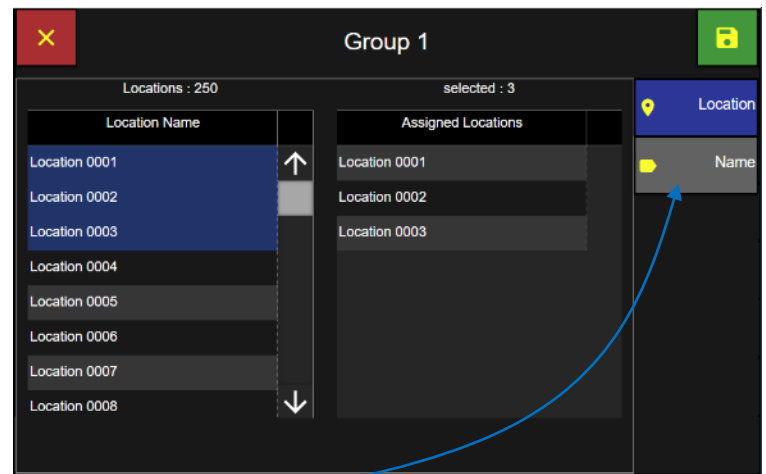 Group 1
Locations : 250
selected : 3
Location Name
Assigned Locations
Location 0001
Location 0002
Location 0003
Location 0004
Location 0005
Location 0006
Location 0007
Location 0008
Location 0001
Location 0002
Location 0003
Location
Name